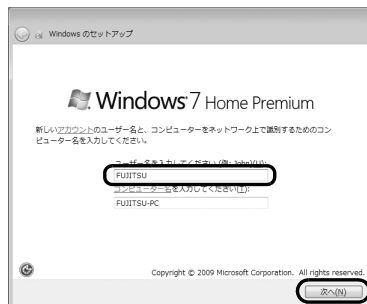 Windows のセットアップ
Windows 7 Home Premium
新しいアカウントのユーザー名と、コンピューターをネットワーク上で識別するためのコン
ピューター名を入力してください。
ユーザー名を入力してください (例: John)(U):
FUJITSU
コンピューター名を入力してください(T):
FUJITSU-PC
Copyright © 2009 Microsoft Corporation. All rights reserved.
次へ(N)